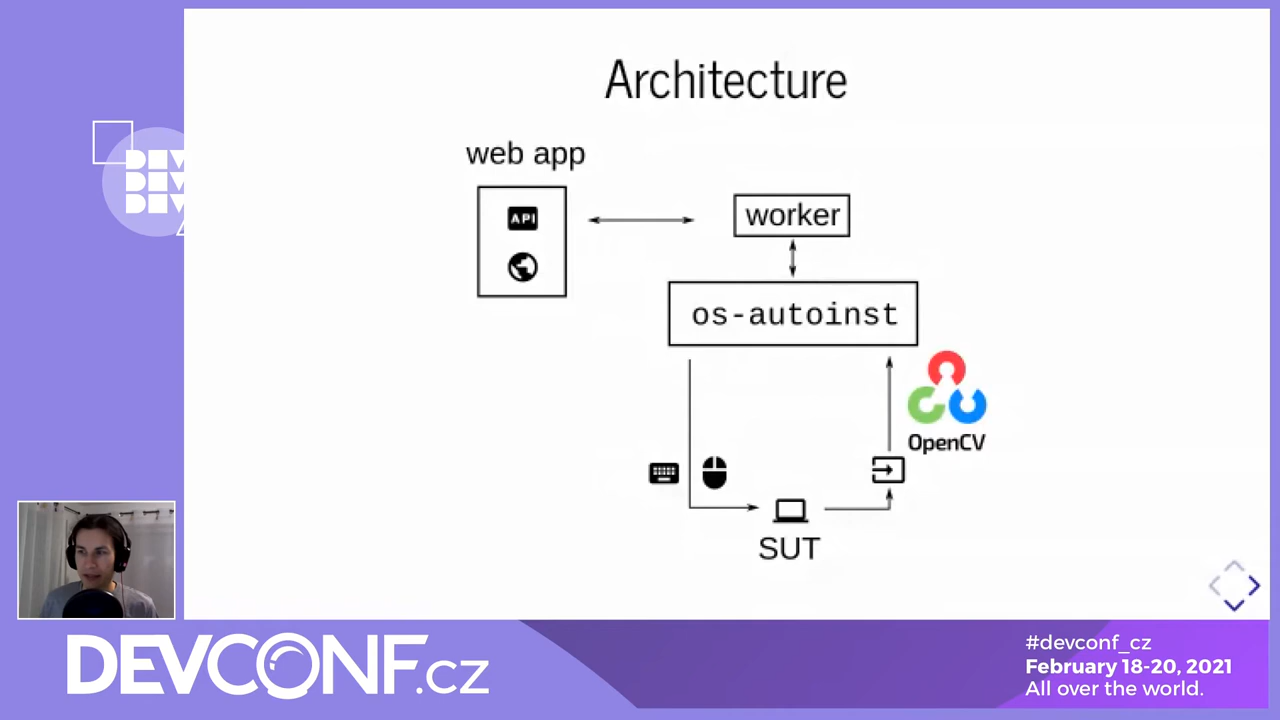 Architecture
web app
API
worker
os-autoinst
OpenCV
SUT
DEVCONF.cz
#devconf_cz
February 18-20, 2021
All over the world.